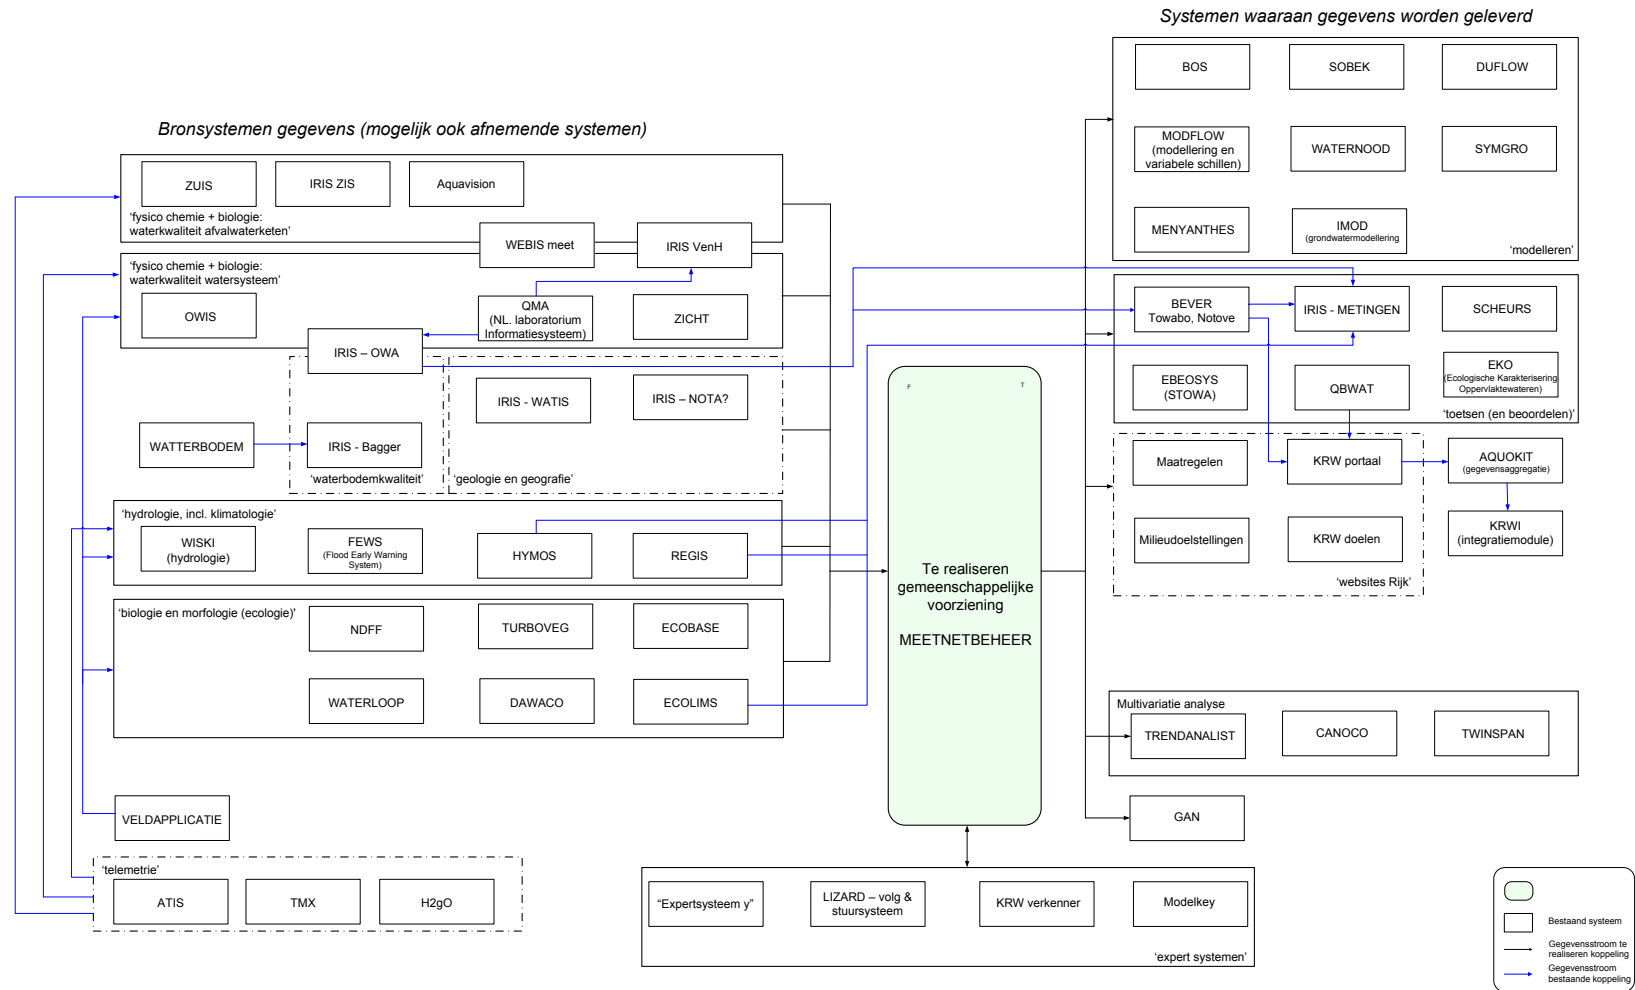 Systemen waaraan gegevens worden geleverd
BOS
SOBEK
DUFLOW
MODFLOW
(modellering en
variabele schillen)
WATERNOOD
SYMGRO
MENYANTHES
IMOD
(grondwatermodellering
'modelleren'
Bronsystemen gegevens (mogelijk ook afnemende systemen)
ZUIS
IRIS ZIS
Aquavision
'fysico chemie + biologie:
waterkwaliteit afvalwaterketen'
WEBIS meet
IRIS VenH
'fysico chemie + biologie:
waterkwaliteit watersysteem'
OWIS
QMA
(NL. laboratorium
Informatiesysteem)
ZICHT
IRIS – OWA
IRIS - WATIS
IRIS – NOTA?
WATTERBODEM
IRIS - Bagger
'waterbodemkwaliteit'
'geologie en geografie'
'hydrologie, incl. klimatologie'
WISKI
(hydrologie)
FEWS
(Flood Early Warning
System)
HYMOS
REGIS
'biologie en morfologie (ecologie)'
NDFF
TURBOVEG
ECOBASE
WATERLOOP
DAWACO
ECOLIMS
VELDAPPLICATIE
'telemetrie'
ATIS
TMX
H2gO
F
T
Te realiseren
gemeenschappelijke
voorziening
MEETNETBEHEER
BEVER
Towabo, Notove
IRIS - METINGEN
SCHEURS
EBEOSYS
(STOWA)
QBWAT
EKO
(Ecologische Karakterisering
Oppervlaktewateren)
'toetsen (en beoordelen)'
Maatregelen
KRW portaal
AQUOKIT
(gegevensaggregatie)
Milieudoelstellingen
KRW doelen
KRWI
(integratiemodule)
'websites Rijk'
Multivariatie analyse
TRENDANALIST
CANOCO
TWINSPAN
GAN
"Expertsysteem y"
LIZARD – volg &
stuursysteem
KRW verkenner
Modelkey
'expert systemen'
Bestaand systeem
Gegevensstroom te
realiseren koppeling
Gegevensstroom
bestaande koppeling